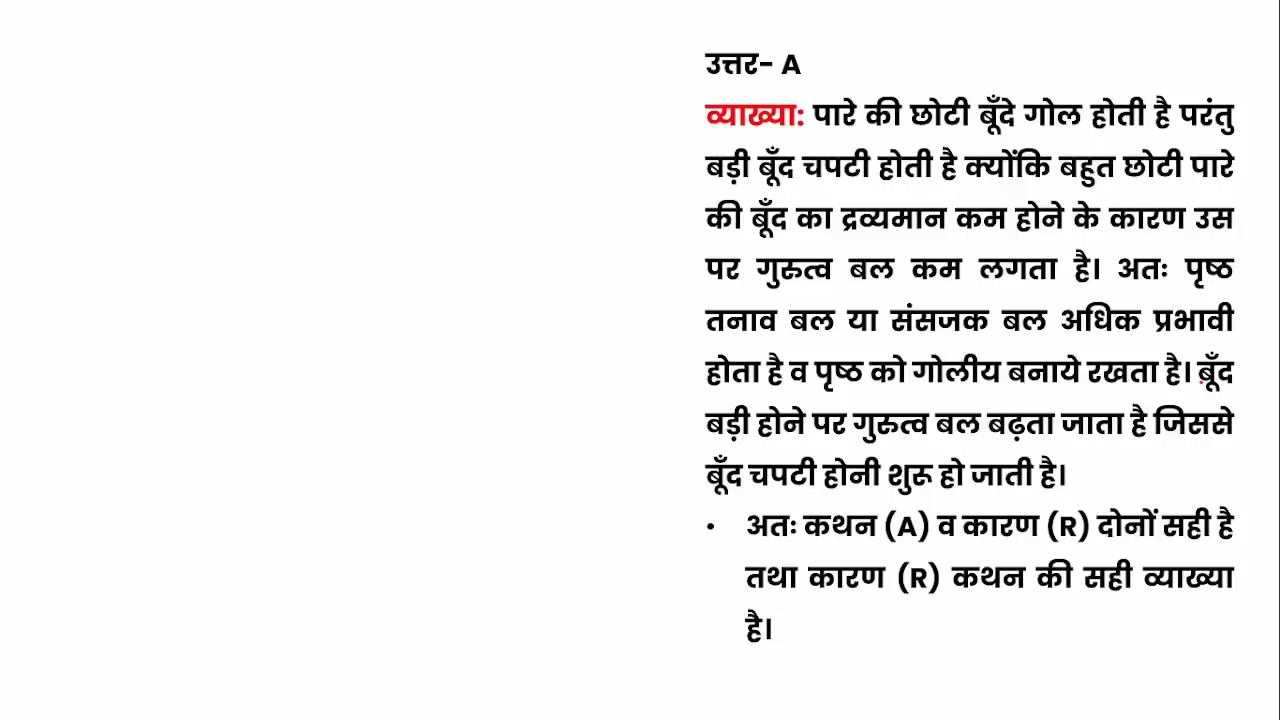 उत्तर- A
व्याख्या: पारे की छोटी बूँदे गोल होती है परंतु
बड़ी बूँद चपटी होती है क्योंकि बहुत छोटी पारे
की बूँद का द्रव्यमान कम होने के कारण उस
पर गुरुत्व बल कम लगता है। अतः पृष्ठ
तनाव बल या संसजक बल अधिक प्रभावी
होता है व पृष्ठ को गोलीय बनाये रखता है। बूँद
बड़ी होने पर गुरुत्व बल बढ़ता जाता है जिससे
बूँद चपटी होनी शुरू हो जाती है।
• अतः कथन (A) व कारण (R) दोनों सही है
तथा कारण (R) कथन की सही व्याख्या
है।